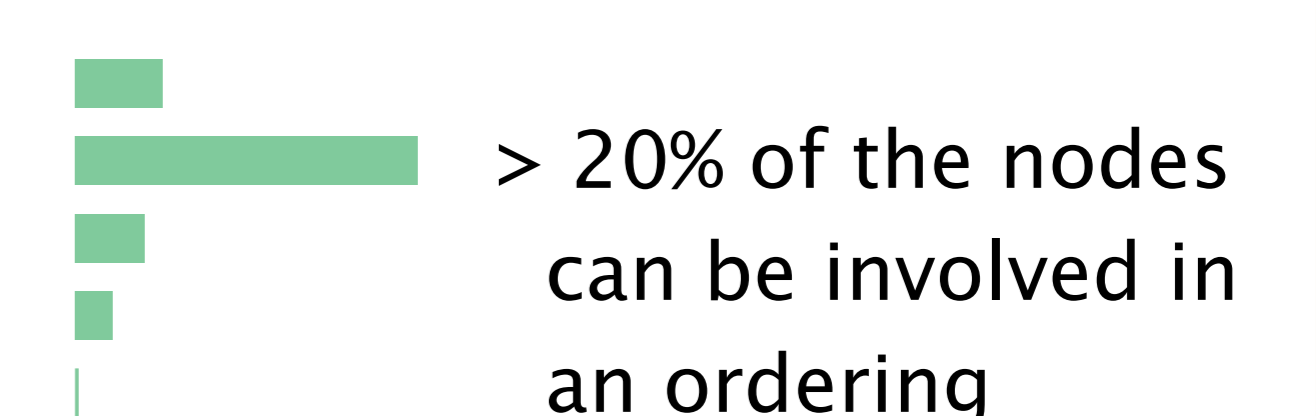 > 20% of the nodes
can be involved in
an ordering